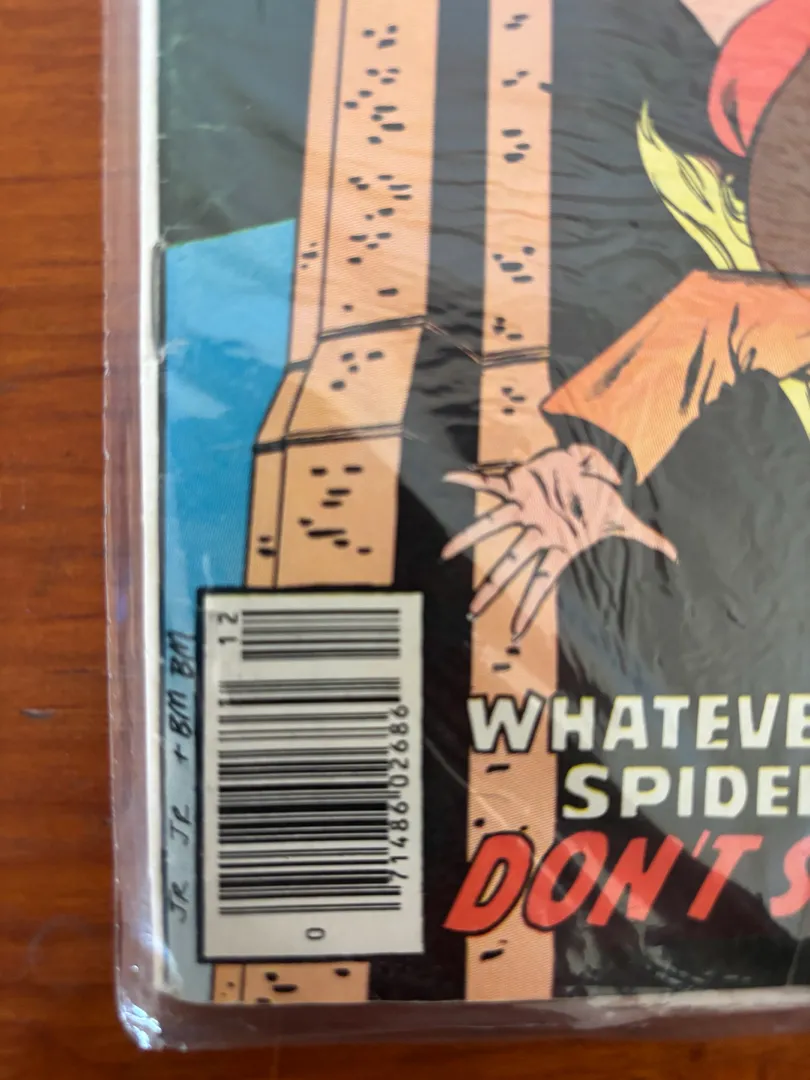 12
0 71486 02686
JR JR + BM BM
WHATEVE
SPIDE
DON'T S